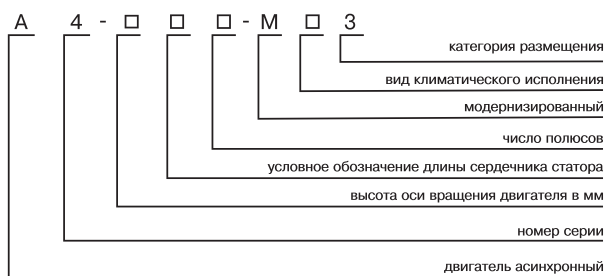 А 4-□ □ □-М □ 3
категория размещения
вид климатического исполнения
модернизированный
число полюсов
условное обозначение длины сердечника статора
высота оси вращения двигателя в мм
номер серии
двигатель асинхронный